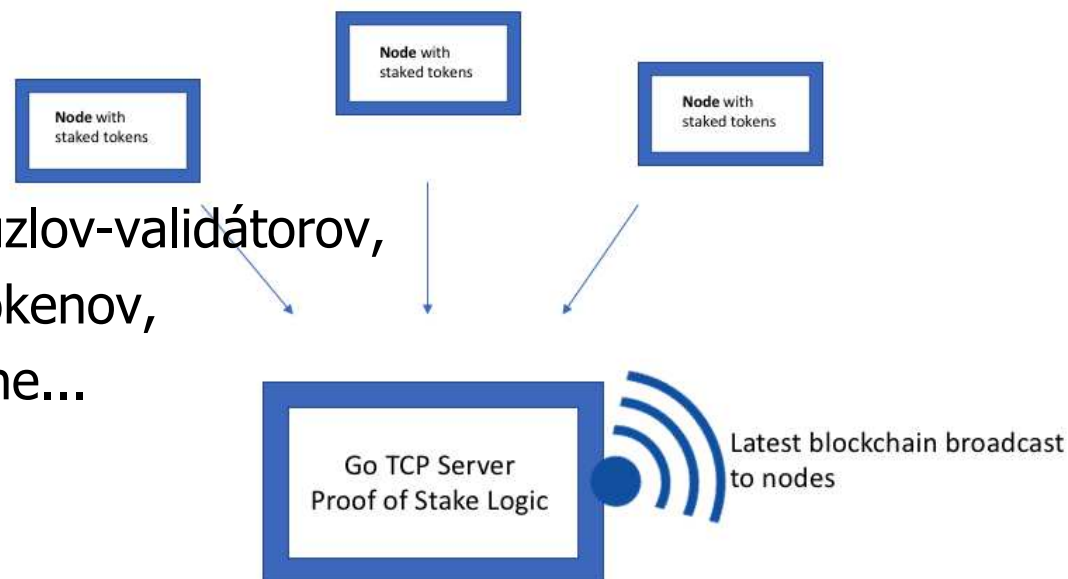 Node with
staked tokens
Node with
staked tokens
Node with
staked tokens
uzlov-validátorov,
okenov,
ne...
Go TCP Server
Proof of Stake Logic
Latest blockchain broadcast
to nodes